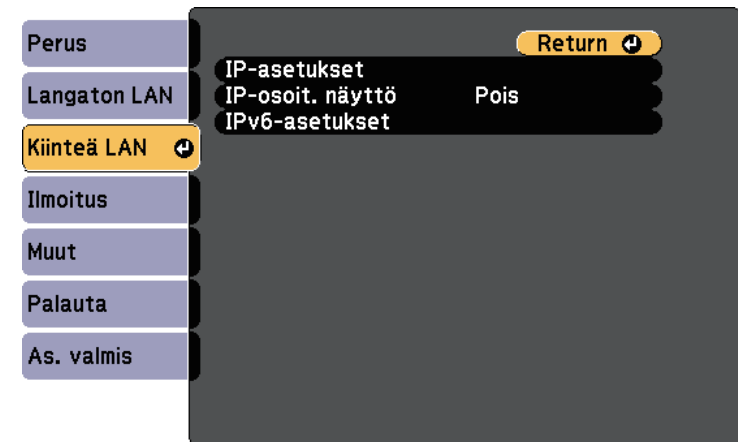 Perus
Langaton LAN
Kiinteä LAN
Ilmoitus
Muut
Palauta
As. valmis
Return
IP-asetukset
IP-osoit. näyttö Pois
IPv6-asetukset